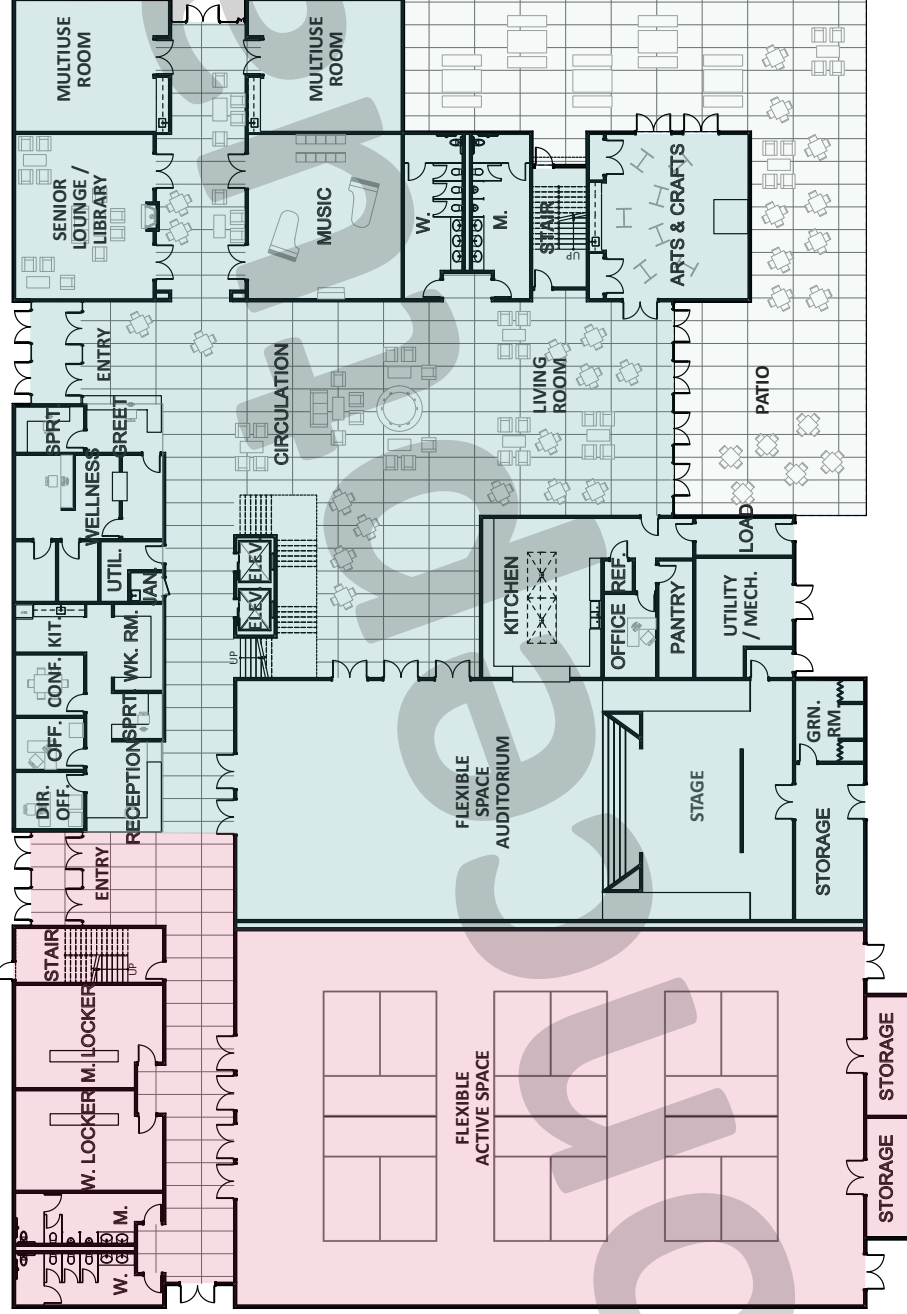 MULTIUSE
ROOM
MULTIUSE
ROOM
SENIOR
LOUNGE /
LIBRARY
MUSIC
W.
M.
STAIR
UP
ARTS & CRAFTS
ENTRY
CIRCULATION
LIVING
ROOM
PATIO
SPRT
GREET
WELLNESS
UTIL.
JAN
ELEV
ELEV
UP
KITCHEN
REF.
OFFICE
PANTRY
LOAD
UTILITY
/ MECH.
KIT.
WK. RM.
CONF.
SPRT
OFF.
DIR.
OFF.
RECEPTION
FLEXIBLE
SPACE
AUDITORIUM
STAGE
GRN.
RM.
STORAGE
ENTRY
STAIR
UP
M. LOCKER
W. LOCKER
FLEXIBLE
ACTIVE SPACE
STORAGE
STORAGE
M.
W.
conceptua